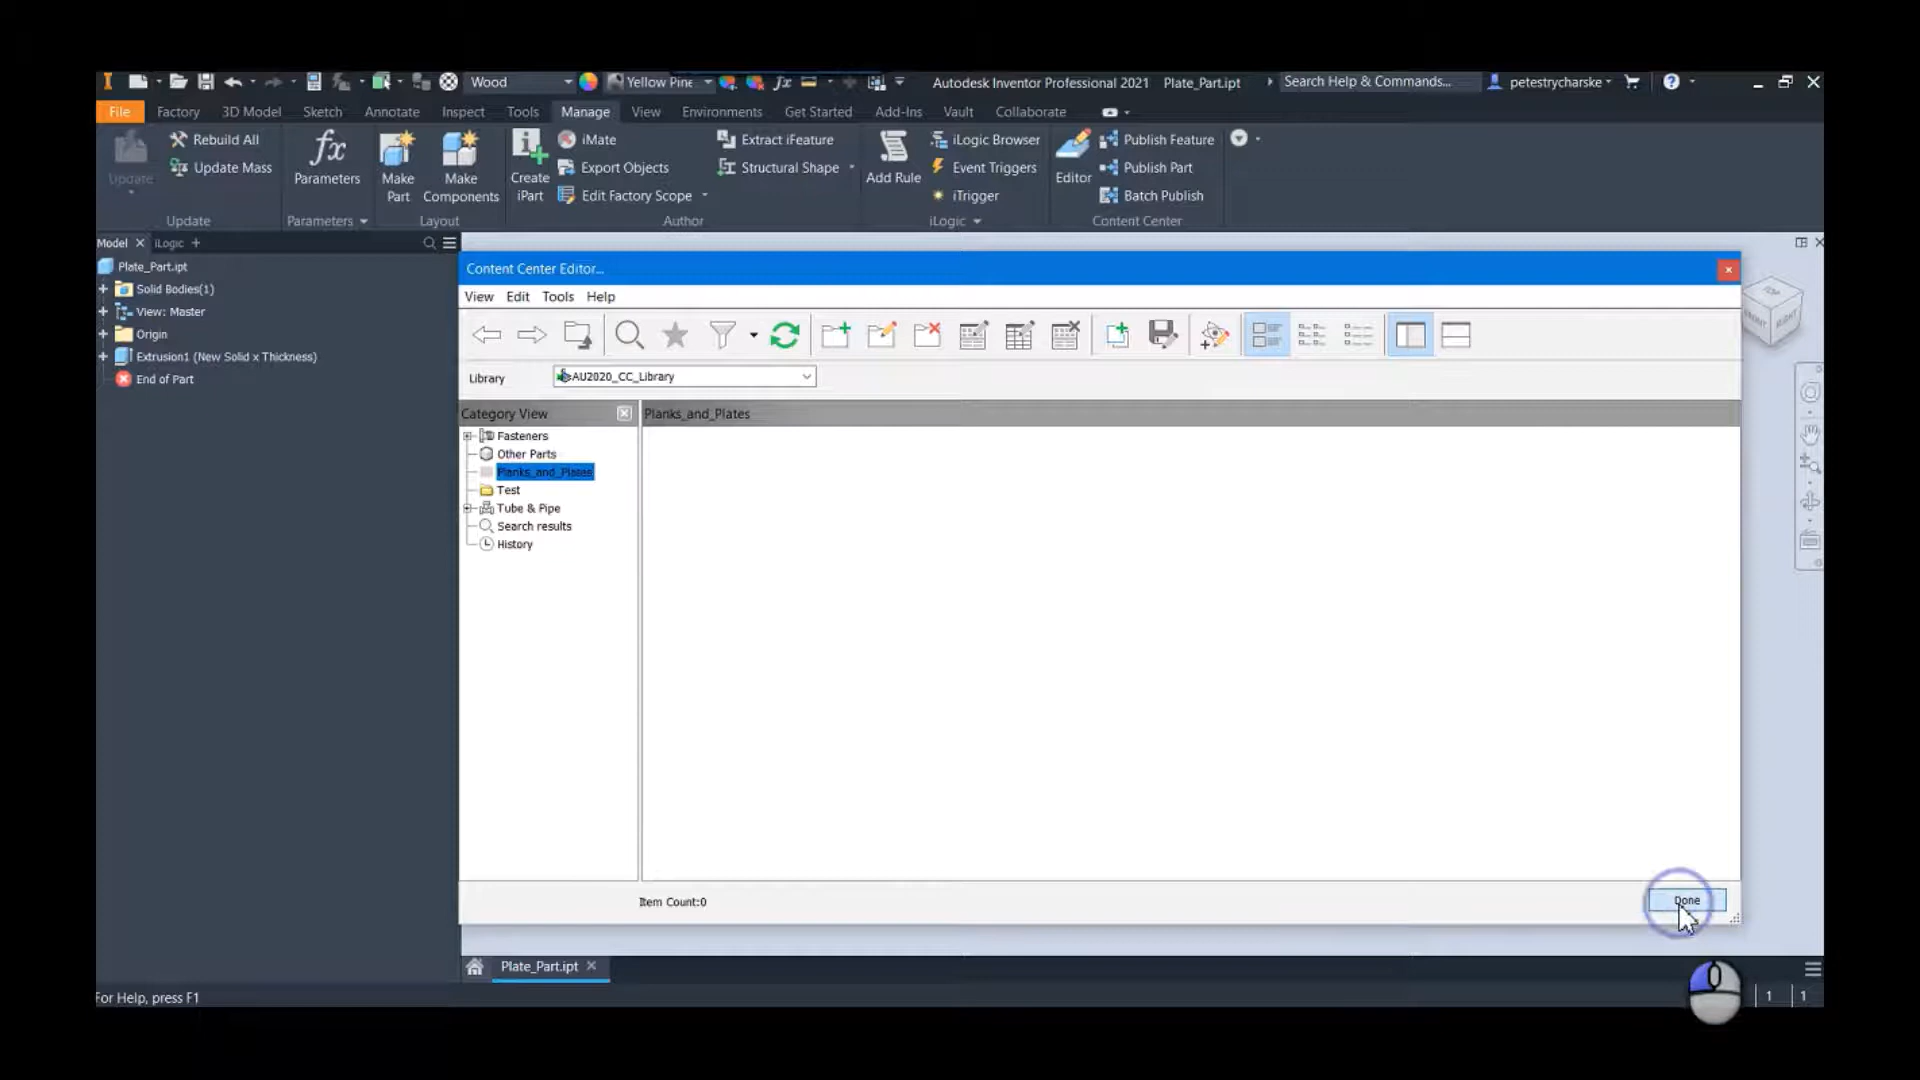 Wood
Yellow Pine
fx
Autodesk Inventor Professional 2021 Plate_Part.ipt
Search Help & Commands...
petestrycharske
File Factory 3D Model Sketch Annotate Inspect Tools Manage View Environments Get Started Add-Ins Vault Collaborate
Update
Rebuild All
Update Mass
Update
fx
Parameters
Parameters
Make Part
Make Components
Layout
Create iPart
iMate
Export Objects
Edit Factory Scope
Extract iFeature
Structural Shape
Author
Add Rule
iLogic Browser
Event Triggers
iTrigger
iLogic
Editor
Publish Feature
Publish Part
Batch Publish
Content Center
Model
iLogic
Plate_Part.ipt
Solid Bodies(1)
View: Master
Origin
Extrusion1 (New Solid x Thickness)
End of Part
Content Center Editor...
View Edit Tools Help
Library
AU2020_CC_Library
Category View
Planks_and_Plates
Fasteners
Other Parts
Planks_and_Plates
Test
Tube & Pipe
Search results
History
Item Count:0
Done
FRONT
RIGHT
Plate_Part.ipt
For Help, press F1
1 1